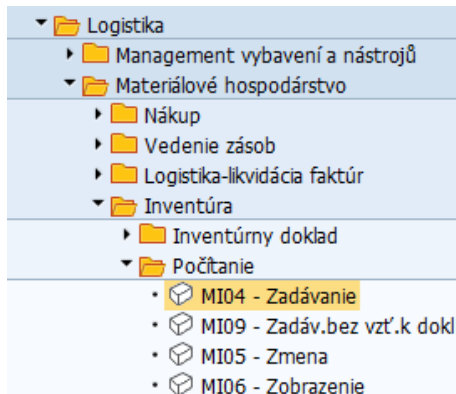 Logistika
Management vybavení a nástrojů
Materiálové hospodárstvo
Nákup
Vedenie zásob
Logistika-likvidácia faktúr
Inventúra
Inventúrny doklad
Počítanie
MI04 - Zadávanie
MI09 - Zadáv.bez vzť.k dokl
MI05 - Zmena
MI06 - Zobrazenie